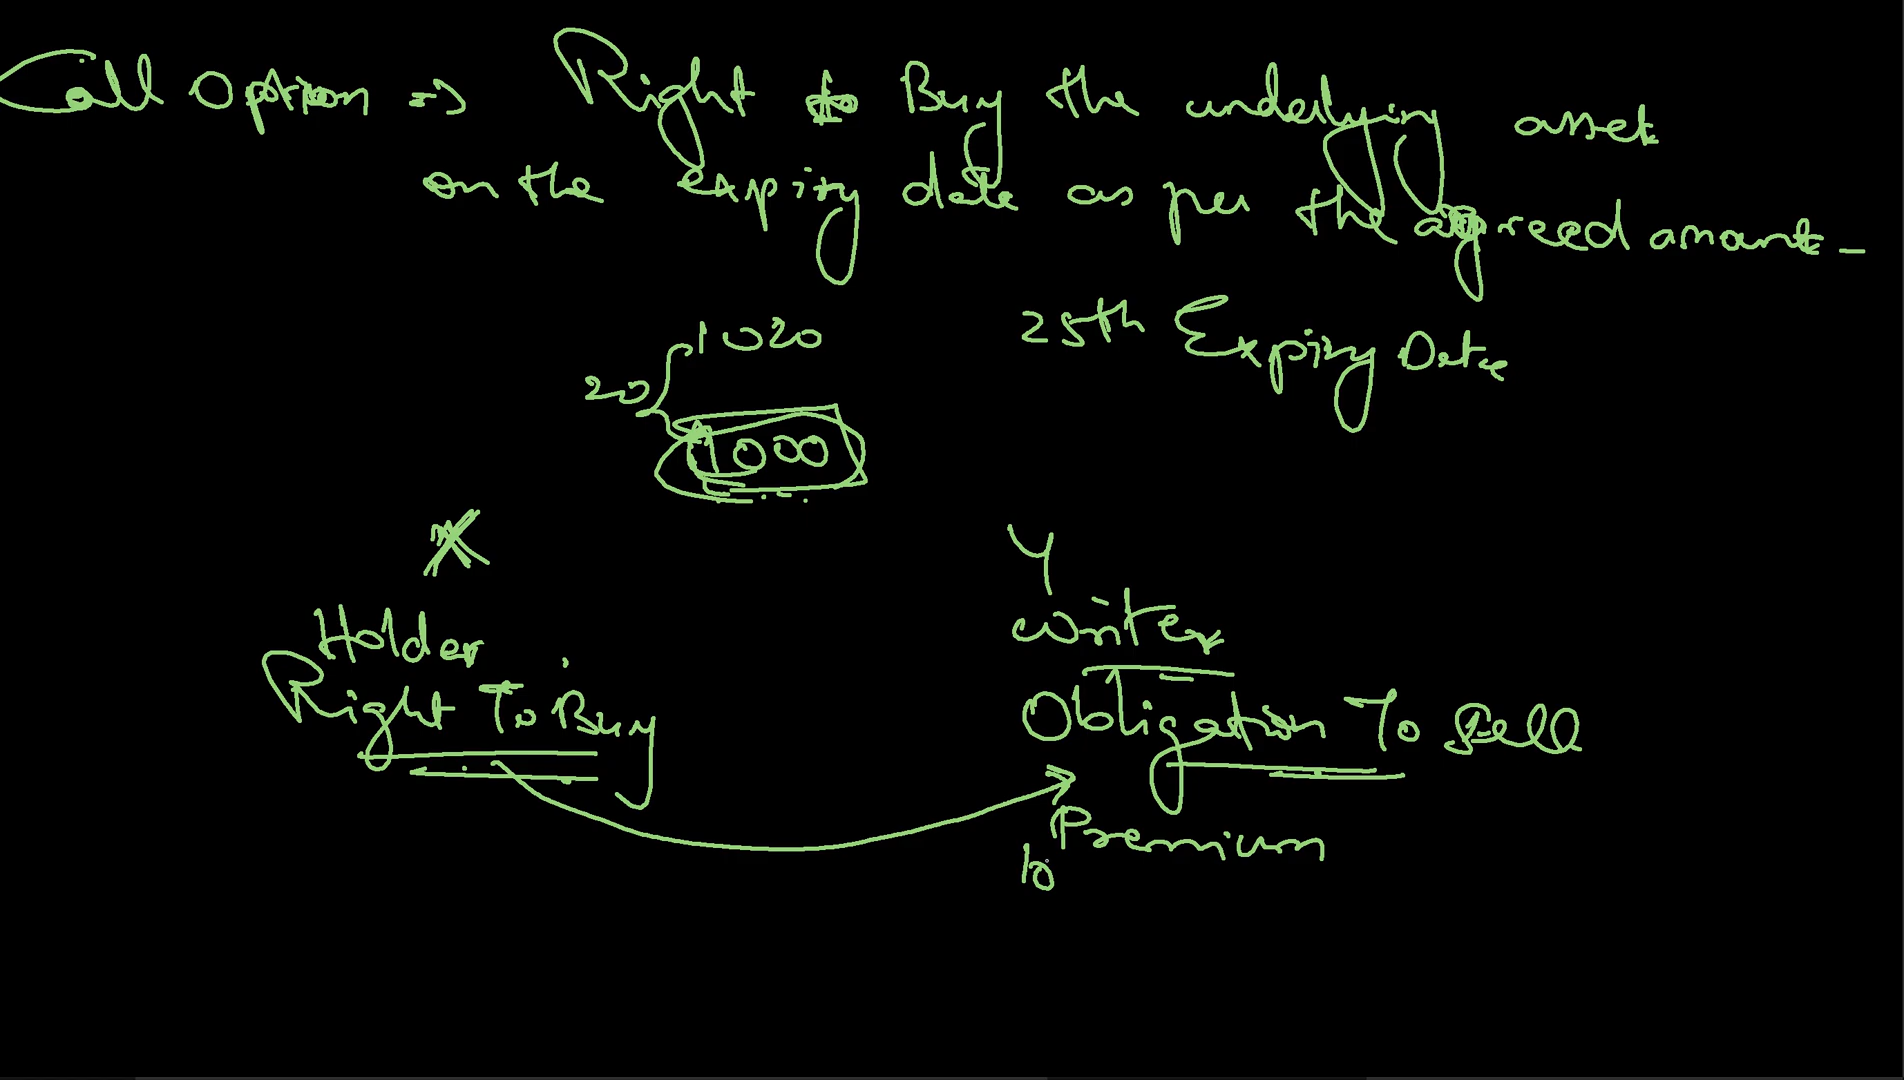 Call Option => Right to Buy the underlying asset
on the expiry date as per the agreed amount -
1020
25th Expiry Date
20
1000
X
Y
Holder
Writer
Right To Buy
Obligation To Sell
Premium
10